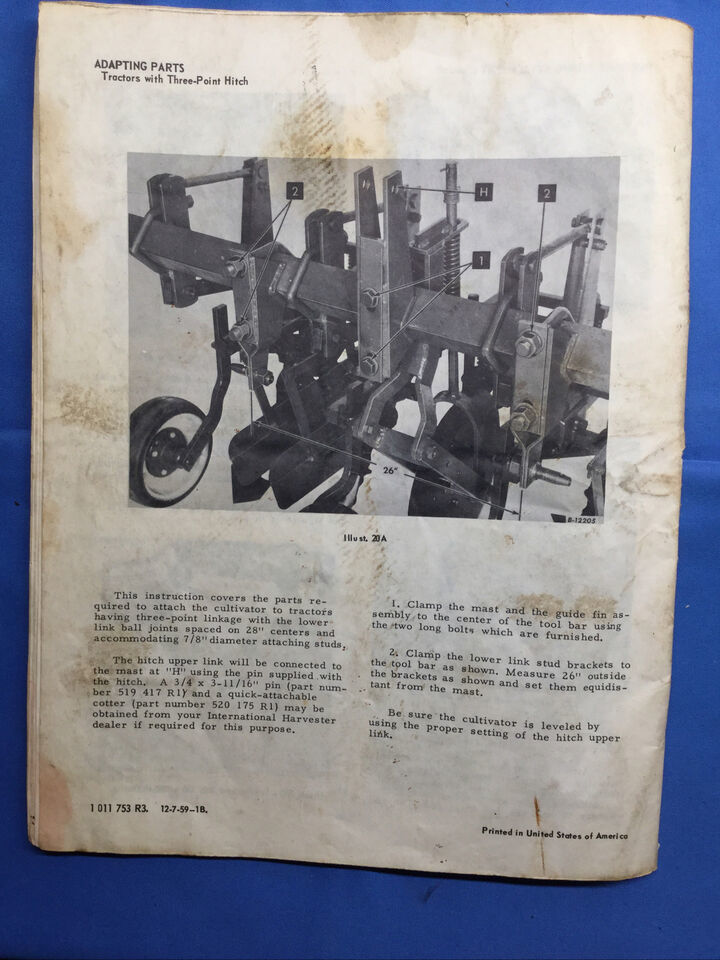 ADAPTING PARTS
Tractors with Three-Point Hitch
2
H
2
1
26"
B-12205
Illust. 20A
This instruction covers the parts re-
quired to attach the cultivator to tractors
having three-point linkage with the lower
link ball joints spaced on 28" centers and
accommodating 7/8" diameter attaching studs.
The hitch upper link will be connected to
the mast at "H" using the pin supplied with
the hitch. A 3/4 x 3-11/16" pin (part num-
ber 519 417 R1) and a quick-attachable
cotter (part number 520 175 R1) may be
obtained from your International Harvester
dealer if required for this purpose.
1. Clamp the mast and the guide fin as-
sembly to the center of the tool bar using
the two long bolts which are furnished.
2. Clamp the lower link stud brackets to
the tool bar as shown. Measure 26" outside
the brackets as shown and set them equidis-
tant from the mast.
Be sure the cultivator is leveled by
using the proper setting of the hitch upper
link.
1 011 753 R3. 12-7-59-1B.
Printed in United States of America